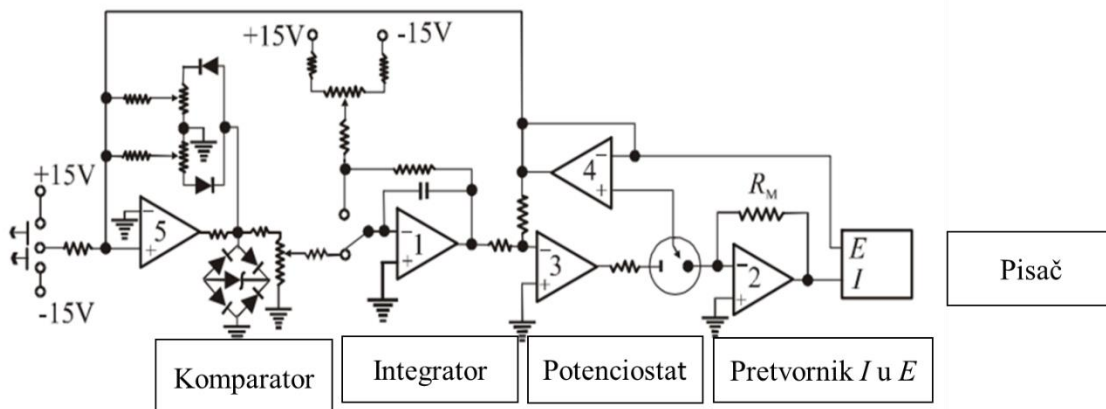 +15V
-15V
+15V
-15V
5
1
4
3
2
R_M
E
I
Pisač
Komparator
Integrator
Potenciostat
Pretvornik I u E